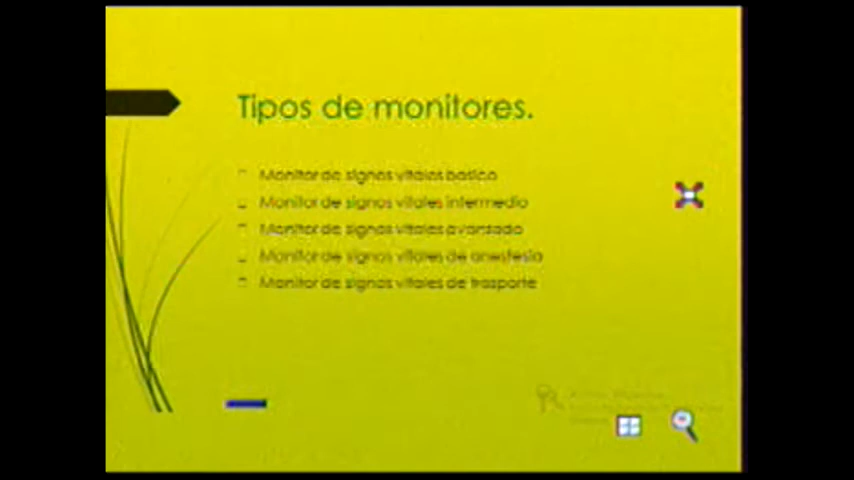 Tipos de monitores.
Monitor de signos vitales basico
Monitor de signos vitales intermedio
Monitor de signos vitales avansado
Monitor de signos vitales de anestesia
Monitor de signos vitales de trasporte